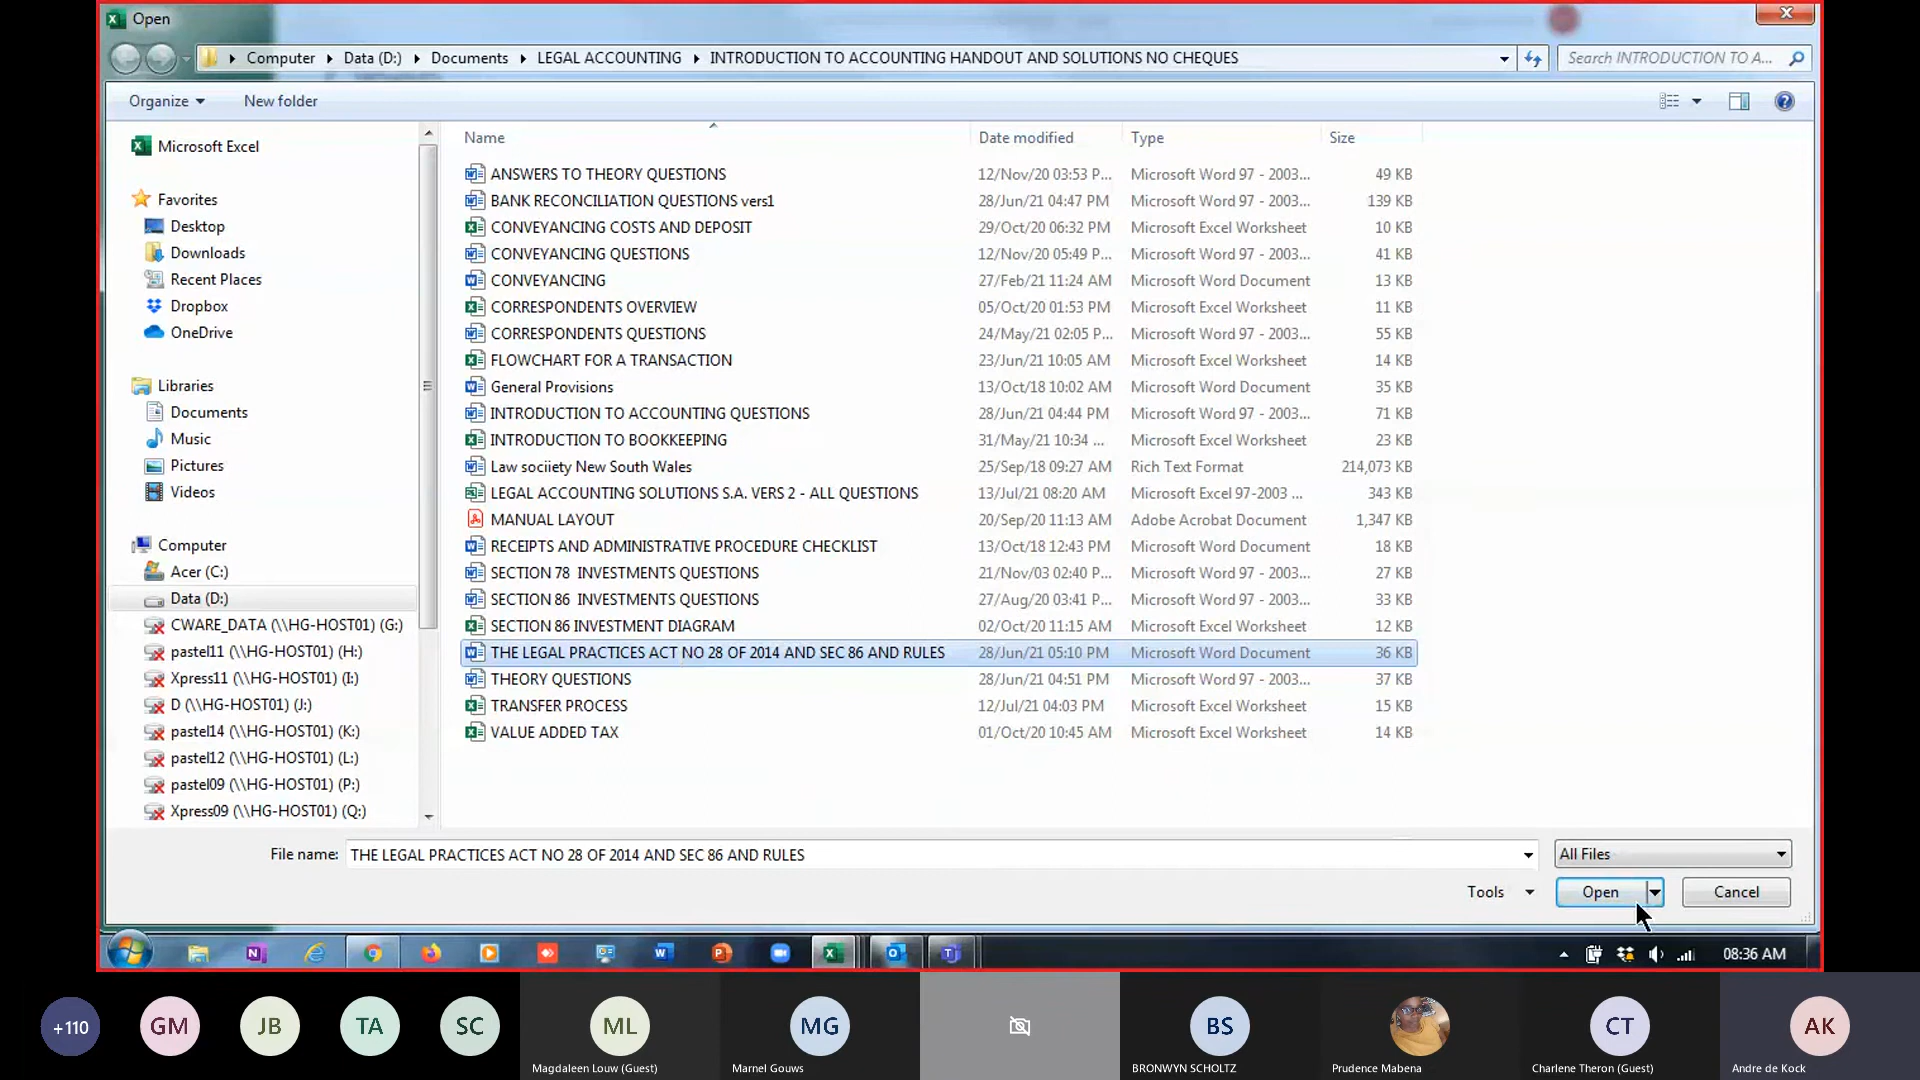 Open
Computer Data (D:) Documents LEGAL ACCOUNTING INTRODUCTION TO ACCOUNTING HANDOUT AND SOLUTIONS NO CHEQUES Search INTRODUCTION TO A...
Organize New folder
Microsoft Excel
Favorites
Desktop
Downloads
Recent Places
Dropbox
OneDrive
Libraries
Documents
Music
Pictures
Videos
Computer
Acer (C:)
Data (D:)
CWARE_DATA (\\HG-HOST01) (G:)
pastel11 (\\HG-HOST01) (H:)
Xpress11 (\\HG-HOST01) (I:)
D (\\HG-HOST01) (J:)
pastel14 (\\HG-HOST01) (K:)
pastel12 (\\HG-HOST01) (L:)
pastel09 (\\HG-HOST01) (P:)
Xpress09 (\\HG-HOST01) (Q:)
Name Date modified Type Size
ANSWERS TO THEORY QUESTIONS 12/Nov/20 03:53 P... Microsoft Word 97 - 2003... 49 KB
BANK RECONCILIATION QUESTIONS vers1 28/Jun/21 04:47 PM Microsoft Word 97 - 2003... 139 KB
CONVEYANCING COSTS AND DEPOSIT 29/Oct/20 06:32 PM Microsoft Excel Worksheet 10 KB
CONVEYANCING QUESTIONS 12/Nov/20 05:49 P... Microsoft Word 97 - 2003... 41 KB
CONVEYANCING 27/Feb/21 11:24 AM Microsoft Word Document 13 KB
CORRESPONDENTS OVERVIEW 05/Oct/20 01:53 PM Microsoft Excel Worksheet 11 KB
CORRESPONDENTS QUESTIONS 24/May/21 02:05 P... Microsoft Word 97 - 2003... 55 KB
FLOWCHART FOR A TRANSACTION 23/Jun/21 10:05 AM Microsoft Excel Worksheet 14 KB
General Provisions 13/Oct/18 10:02 AM Microsoft Word Document 35 KB
INTRODUCTION TO ACCOUNTING QUESTIONS 28/Jun/21 04:44 PM Microsoft Word 97 - 2003... 71 KB
INTRODUCTION TO BOOKKEEPING 31/May/21 10:34 ... Microsoft Excel Worksheet 23 KB
Law sociiety New South Wales 25/Sep/18 09:27 AM Rich Text Format 214,073 KB
LEGAL ACCOUNTING SOLUTIONS S.A. VERS 2 - ALL QUESTIONS 13/Jul/21 08:20 AM Microsoft Excel 97-2003 ... 343 KB
MANUAL LAYOUT 20/Sep/20 11:13 AM Adobe Acrobat Document 1,347 KB
RECEIPTS AND ADMINISTRATIVE PROCEDURE CHECKLIST 13/Oct/18 12:43 PM Microsoft Word Document 18 KB
SECTION 78 INVESTMENTS QUESTIONS 21/Nov/03 02:40 P... Microsoft Word 97 - 2003... 27 KB
SECTION 86 INVESTMENTS QUESTIONS 27/Aug/20 03:41 P... Microsoft Word 97 - 2003... 33 KB
SECTION 86 INVESTMENT DIAGRAM 02/Oct/20 11:15 AM Microsoft Excel Worksheet 12 KB
THE LEGAL PRACTICES ACT NO 28 OF 2014 AND SEC 86 AND RULES 28/Jun/21 05:10 PM Microsoft Word Document 36 KB
THEORY QUESTIONS 28/Jun/21 04:51 PM Microsoft Word 97 - 2003... 37 KB
TRANSFER PROCESS 12/Jul/21 04:03 PM Microsoft Excel Worksheet 15 KB
VALUE ADDED TAX 01/Oct/20 10:45 AM Microsoft Excel Worksheet 14 KB
File name: THE LEGAL PRACTICES ACT NO 28 OF 2014 AND SEC 86 AND RULES All Files
Tools Open Cancel
08:36 AM
+110 GM JB TA SC ML MG BS CT AK
Magdaleen Louw (Guest) Marnel Gouws BRONWYN SCHOLTZ Prudence Mabena Charlene Theron (Guest) Andre de Kock